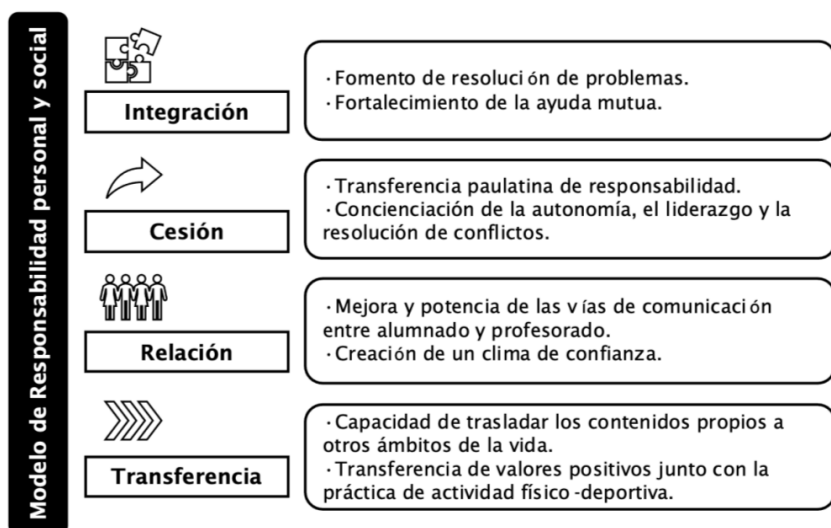 Modelo de Responsabilidad personal y social
Integración
· Fomento de resolución de problemas.
· Fortalecimiento de la ayuda mutua.
Cesión
· Transferencia paulatina de responsabilidad.
· Concienciación de la autonomía, el liderazgo y la
resolución de conflictos.
Relación
· Mejora y potencia de las vías de comunicación
entre alumnado y profesorado.
· Creación de un clima de confianza.
Transferencia
· Capacidad de trasladar los contenidos propios a
otros ámbitos de la vida.
· Transferencia de valores positivos junto con la
práctica de actividad físico -deportiva.